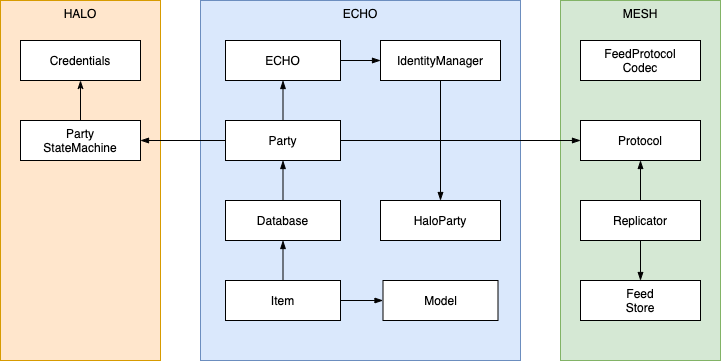 HALO
Credentials
Party
StateMachine
ECHO
ECHO
IdentityManager
Party
Database
HaloParty
Item
Model
MESH
FeedProtocol
Codec
Protocol
Replicator
Feed
Store